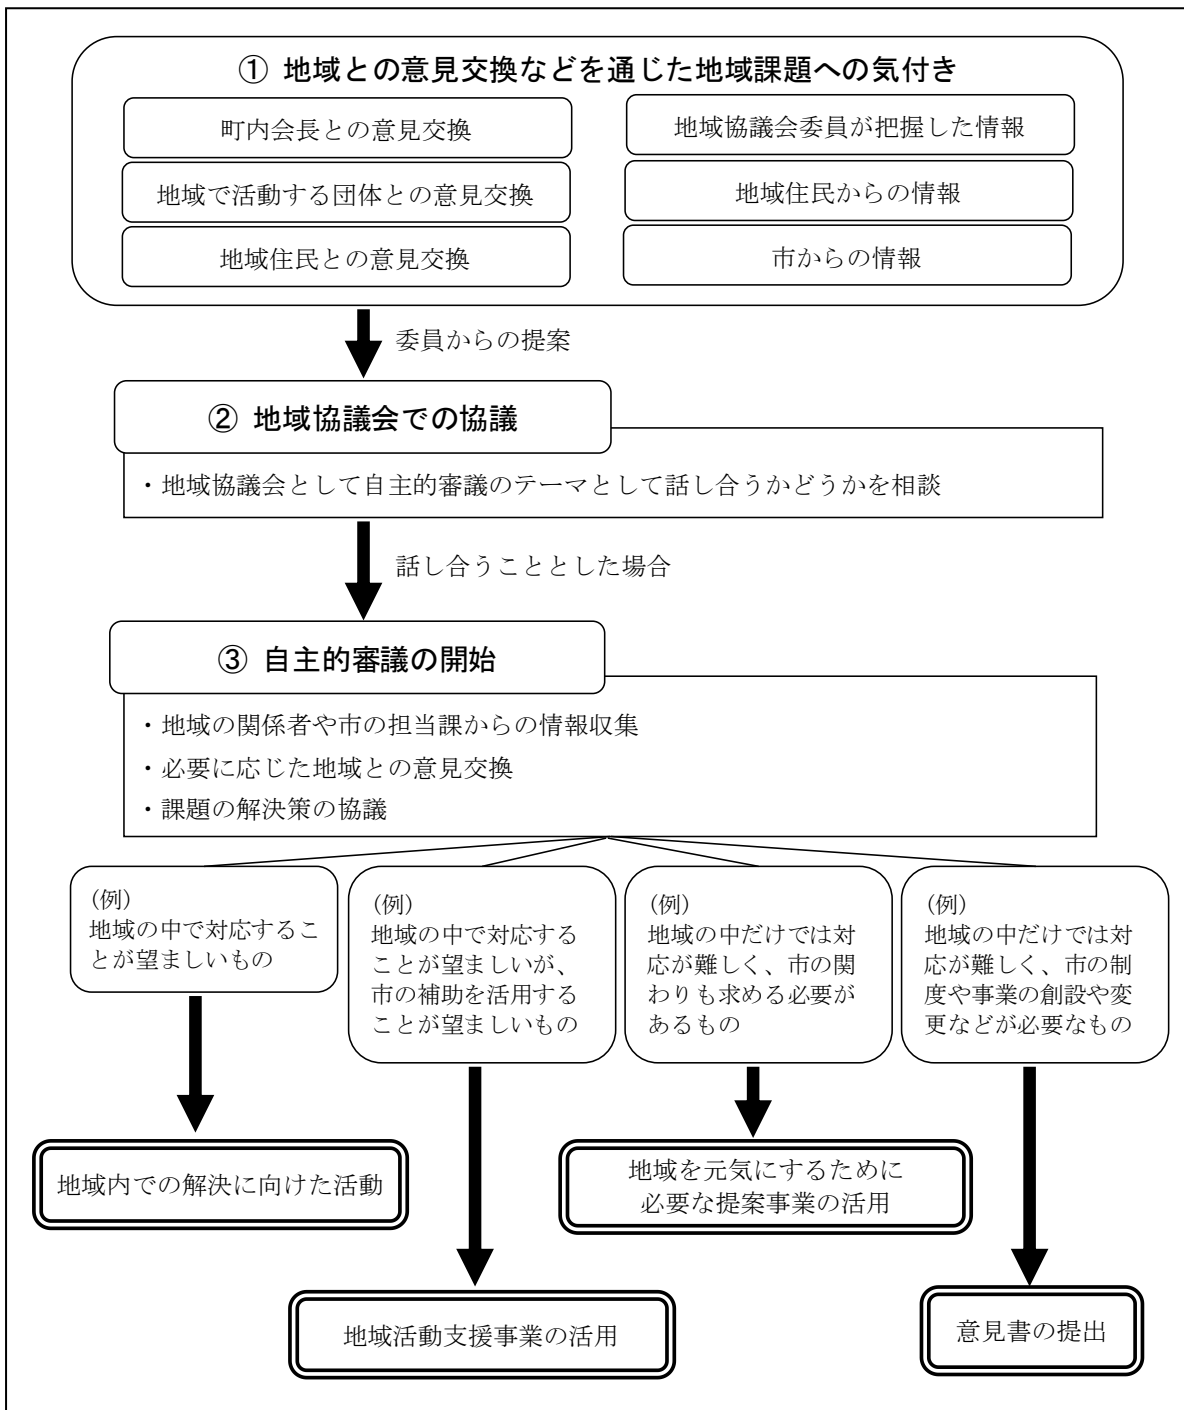 ① 地域との意見交換などを通じた地域課題への気付き
町内会長との意見交換
地域で活動する団体との意見交換
地域住民との意見交換
地域協議会委員が把握した情報
地域住民からの情報
市からの情報
委員からの提案
② 地域協議会での協議
・地域協議会として自主的審議のテーマとして話し合うかどうかを相談
話し合うこととした場合
③ 自主的審議の開始
・地域の関係者や市の担当課からの情報収集
・必要に応じた地域との意見交換
・課題の解決策の協議
(例)
地域の中で対応するこ
とが望ましいもの
(例)
地域の中で対応する
ことが望ましいが、
市の補助を活用する
ことが望ましいもの
(例)
地域の中だけでは対
応が難しく、市の関
わりも求める必要が
あるもの
(例)
地域の中だけでは対
応が難しく、市の制
度や事業の創設や変
更などが必要なもの
地域内での解決に向けた活動
地域活動支援事業の活用
地域を元気にするために
必要な提案事業の活用
意見書の提出